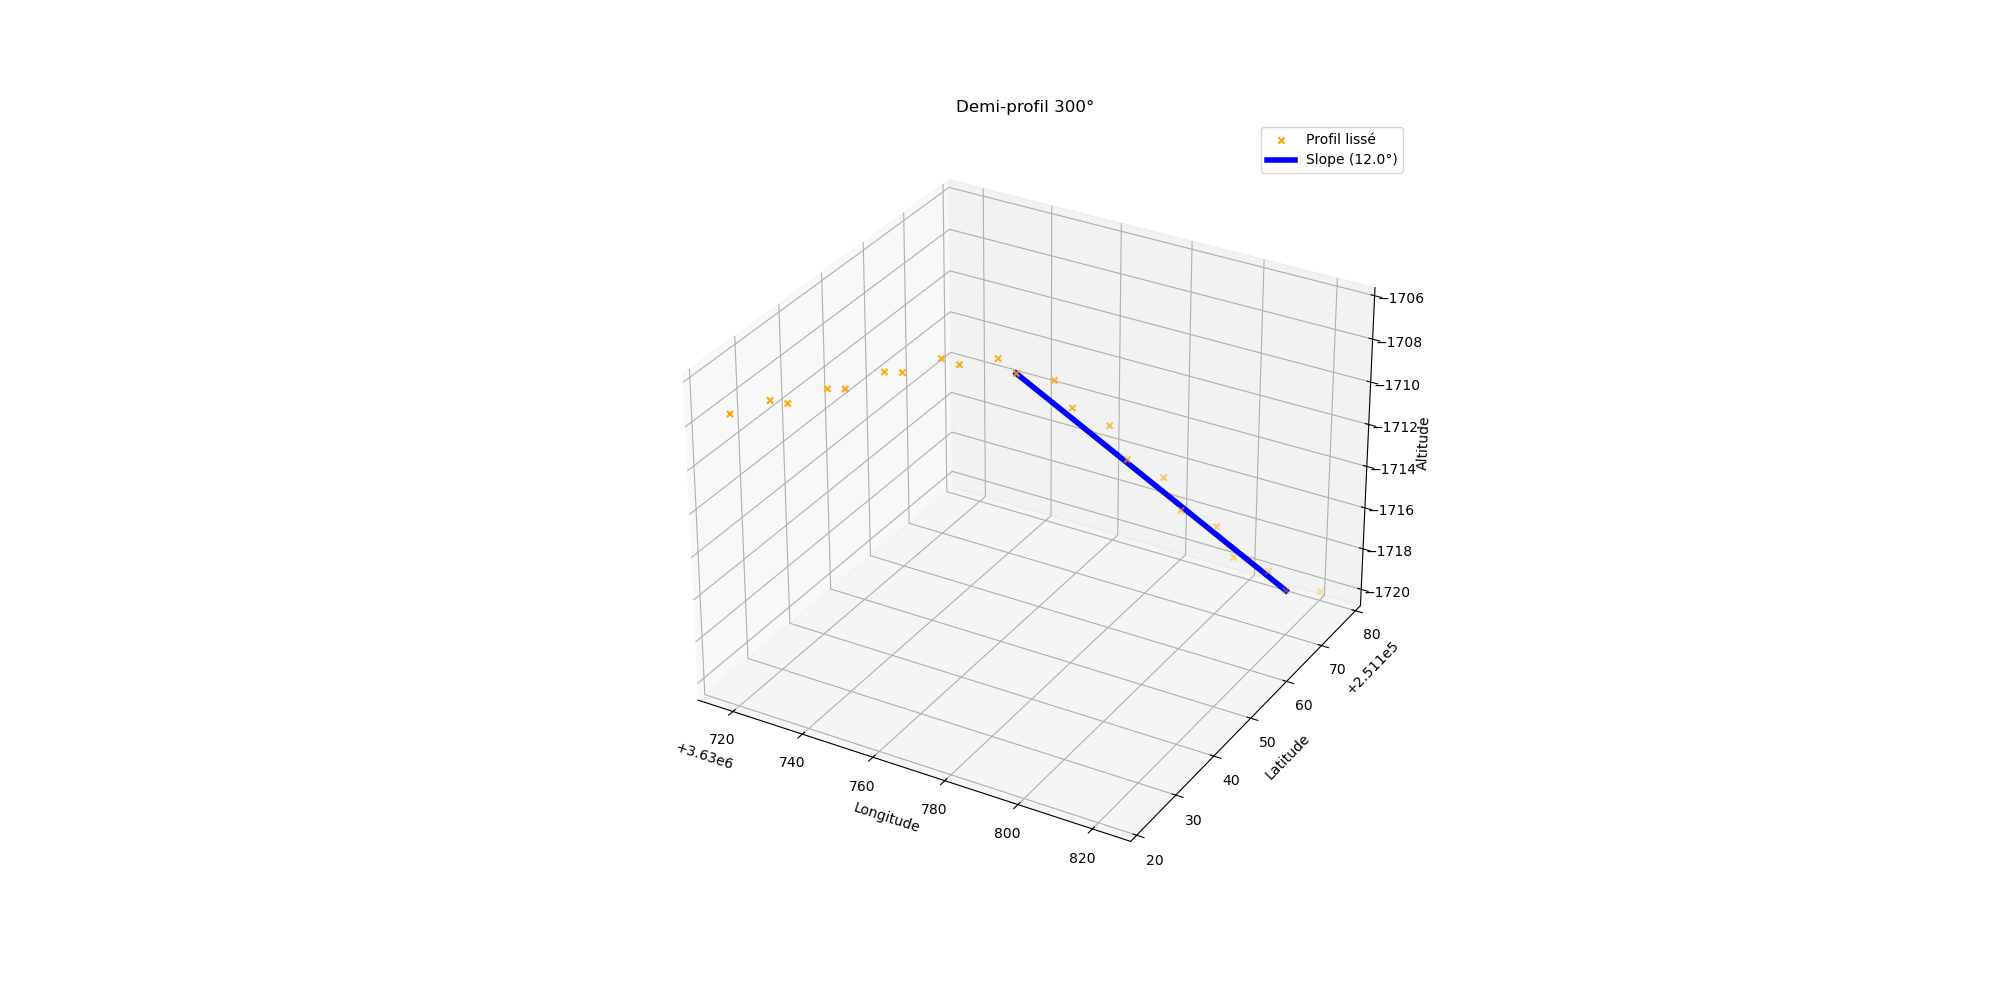 Demi-profil 300°
Profil lissé
Slope (12.0°)
−1706
−1708
−1710
−1712
−1714
−1716
−1718
−1720
Altitude
80
70
60
50
40
30
20
+2.511e5
Latitude
720
740
760
780
800
820
+3.63e6
Longitude